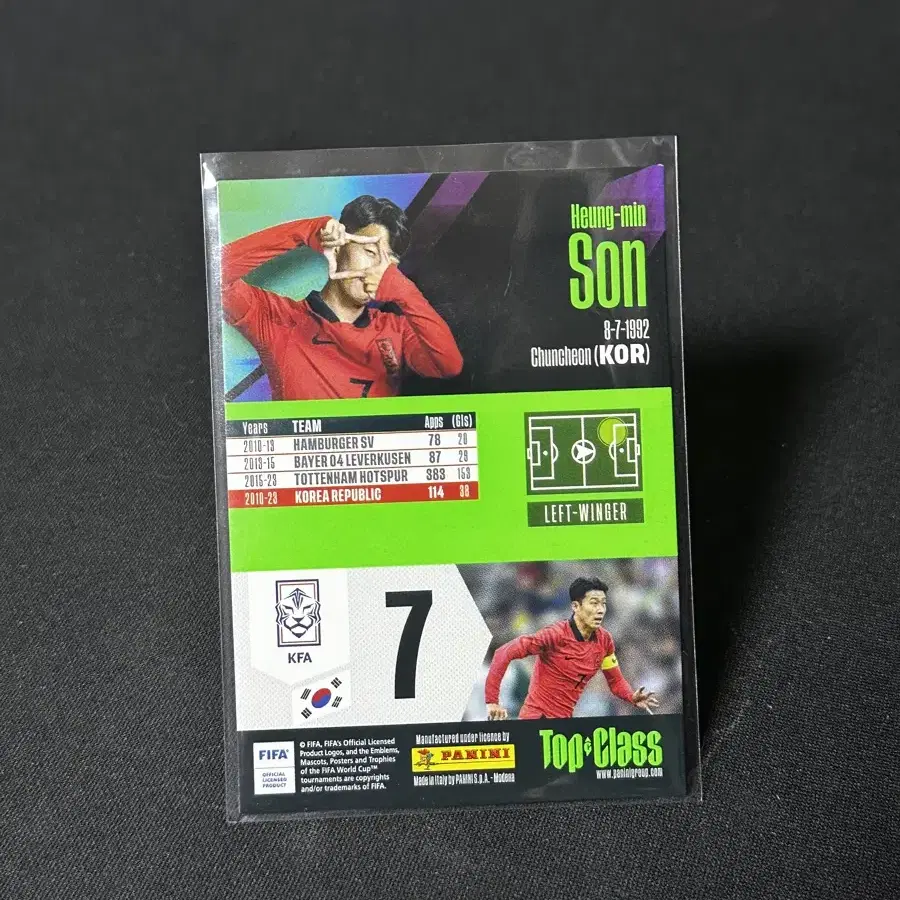 Heung-min
Son
8-7-1992
Chuncheon (KOR)
7
Years TEAM Apps (Gls)
2010-13 HAMBURGER SV 78 20
2013-15 BAYER 04 LEVERKUSEN 87 29
2015-23 TOTTENHAM HOTSPUR 383 153
2010-23 KOREA REPUBLIC 114 38
LEFT-WINGER
KFA
7
7
FIFA®
OFFICIAL
LICENSED
PRODUCT
© FIFA, FIFA's Official Licensed
Product Logos, and the Emblems,
Mascots, Posters and Trophies
of the FIFA World Cup™
tournaments are copyrights
and/or trademarks of FIFA.
Manufactured under licence by
PANINI
Made in Italy by PANINI S.p.A. - Modena
Top Class
www.paninigroup.com